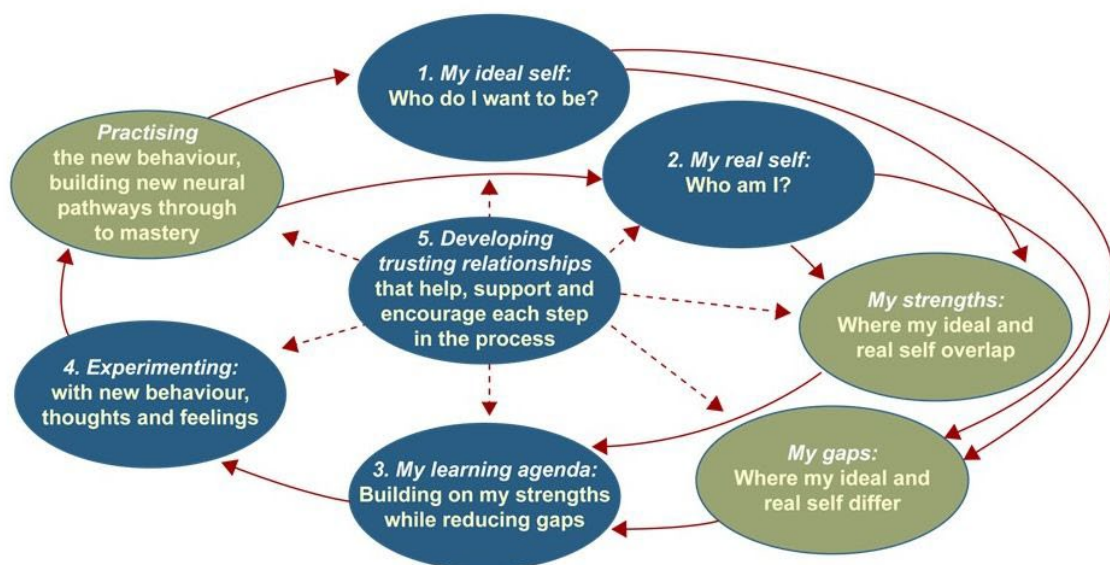 1. My ideal self:
Who do I want to be?
Practising
the new behaviour,
building new neural
pathways through
to mastery
2. My real self:
Who am I?
5. Developing
trusting relationships
that help, support and
encourage each step
in the process
My strengths:
Where my ideal and
real self overlap
4. Experimenting:
with new behaviour,
thoughts and feelings
3. My learning agenda:
Building on my strengths
while reducing gaps
My gaps:
Where my ideal and
real self differ